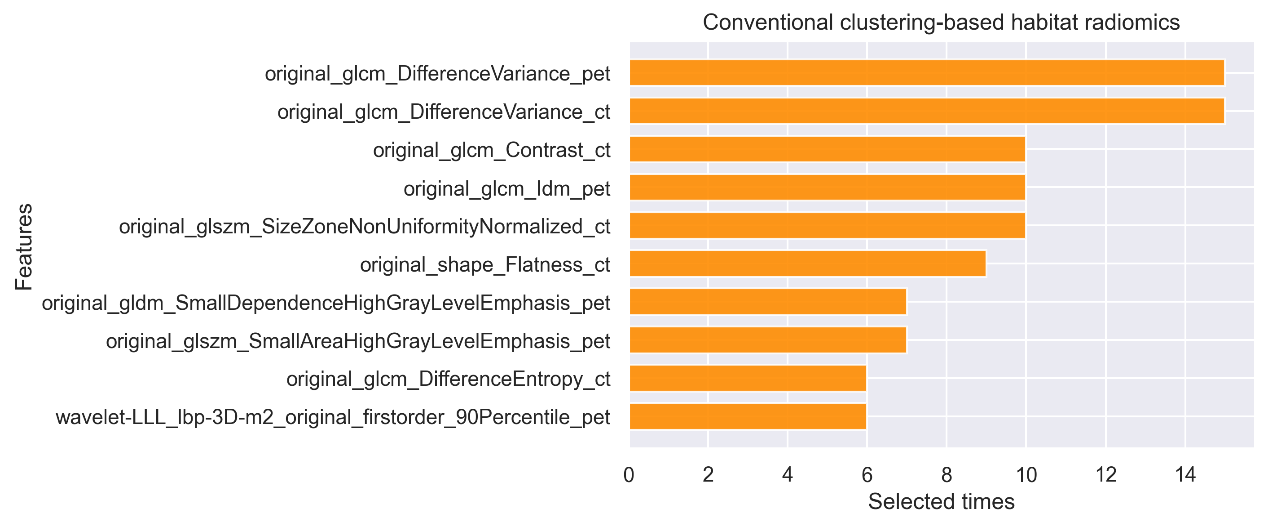 Conventional clustering-based habitat radiomics
Features
original_glcm_DifferenceVariance_pet
original_glcm_DifferenceVariance_ct
original_glcm_Contrast_ct
original_glcm_Idm_pet
original_glszm_SizeZoneNonUniformityNormalized_ct
original_shape_Flatness_ct
original_gldm_SmallDependenceHighGrayLevelEmphasis_pet
original_glszm_SmallAreaHighGrayLevelEmphasis_pet
original_glcm_DifferenceEntropy_ct
wavelet-LLL_lbp-3D-m2_original_firstorder_90Percentile_pet
0 2 4 6 8 10 12 14
Selected times